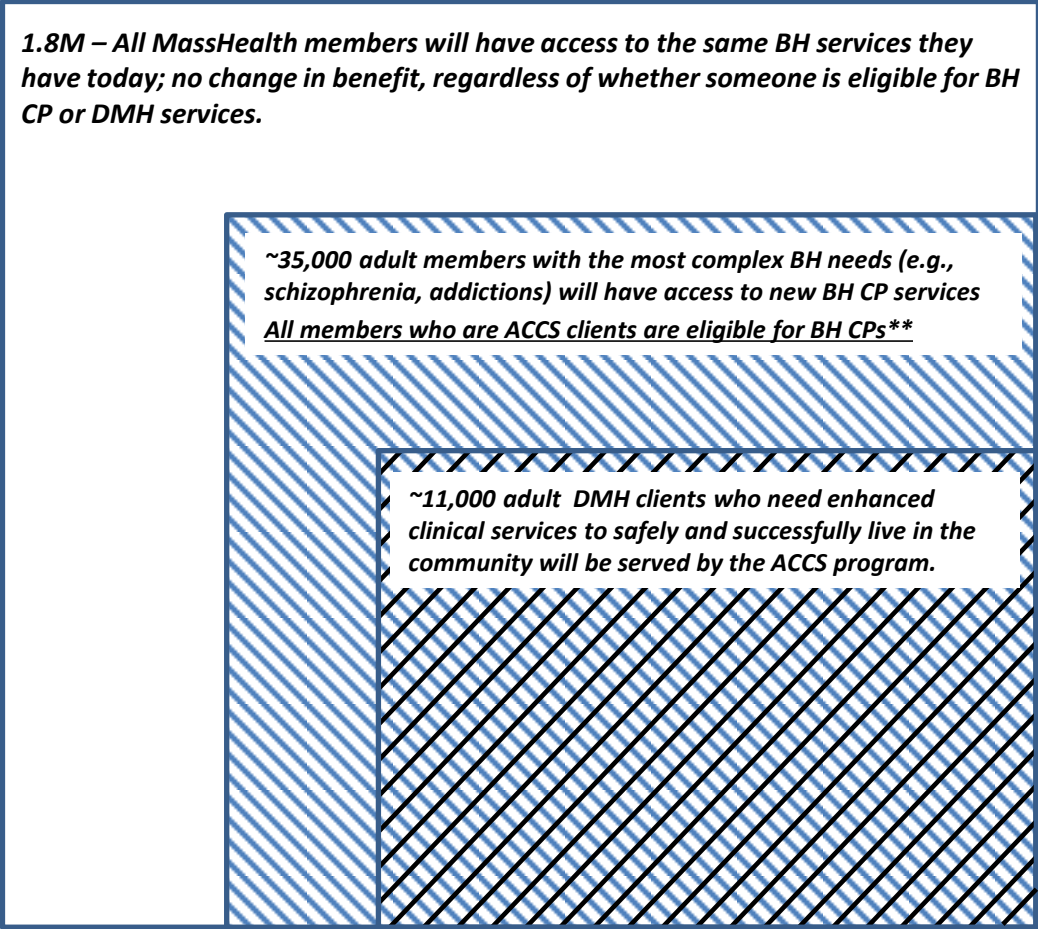 1.8M – All MassHealth members will have access to the same BH services they
have today; no change in benefit, regardless of whether someone is eligible for BH
CP or DMH services.
~35,000 adult members with the most complex BH needs (e.g.,
schizophrenia, addictions) will have access to new BH CP services
All members who are ACCS clients are eligible for BH CPs**
~11,000 adult  DMH clients who need enhanced
clinical services to safely and successfully live in the
community will be served by the ACCS program.